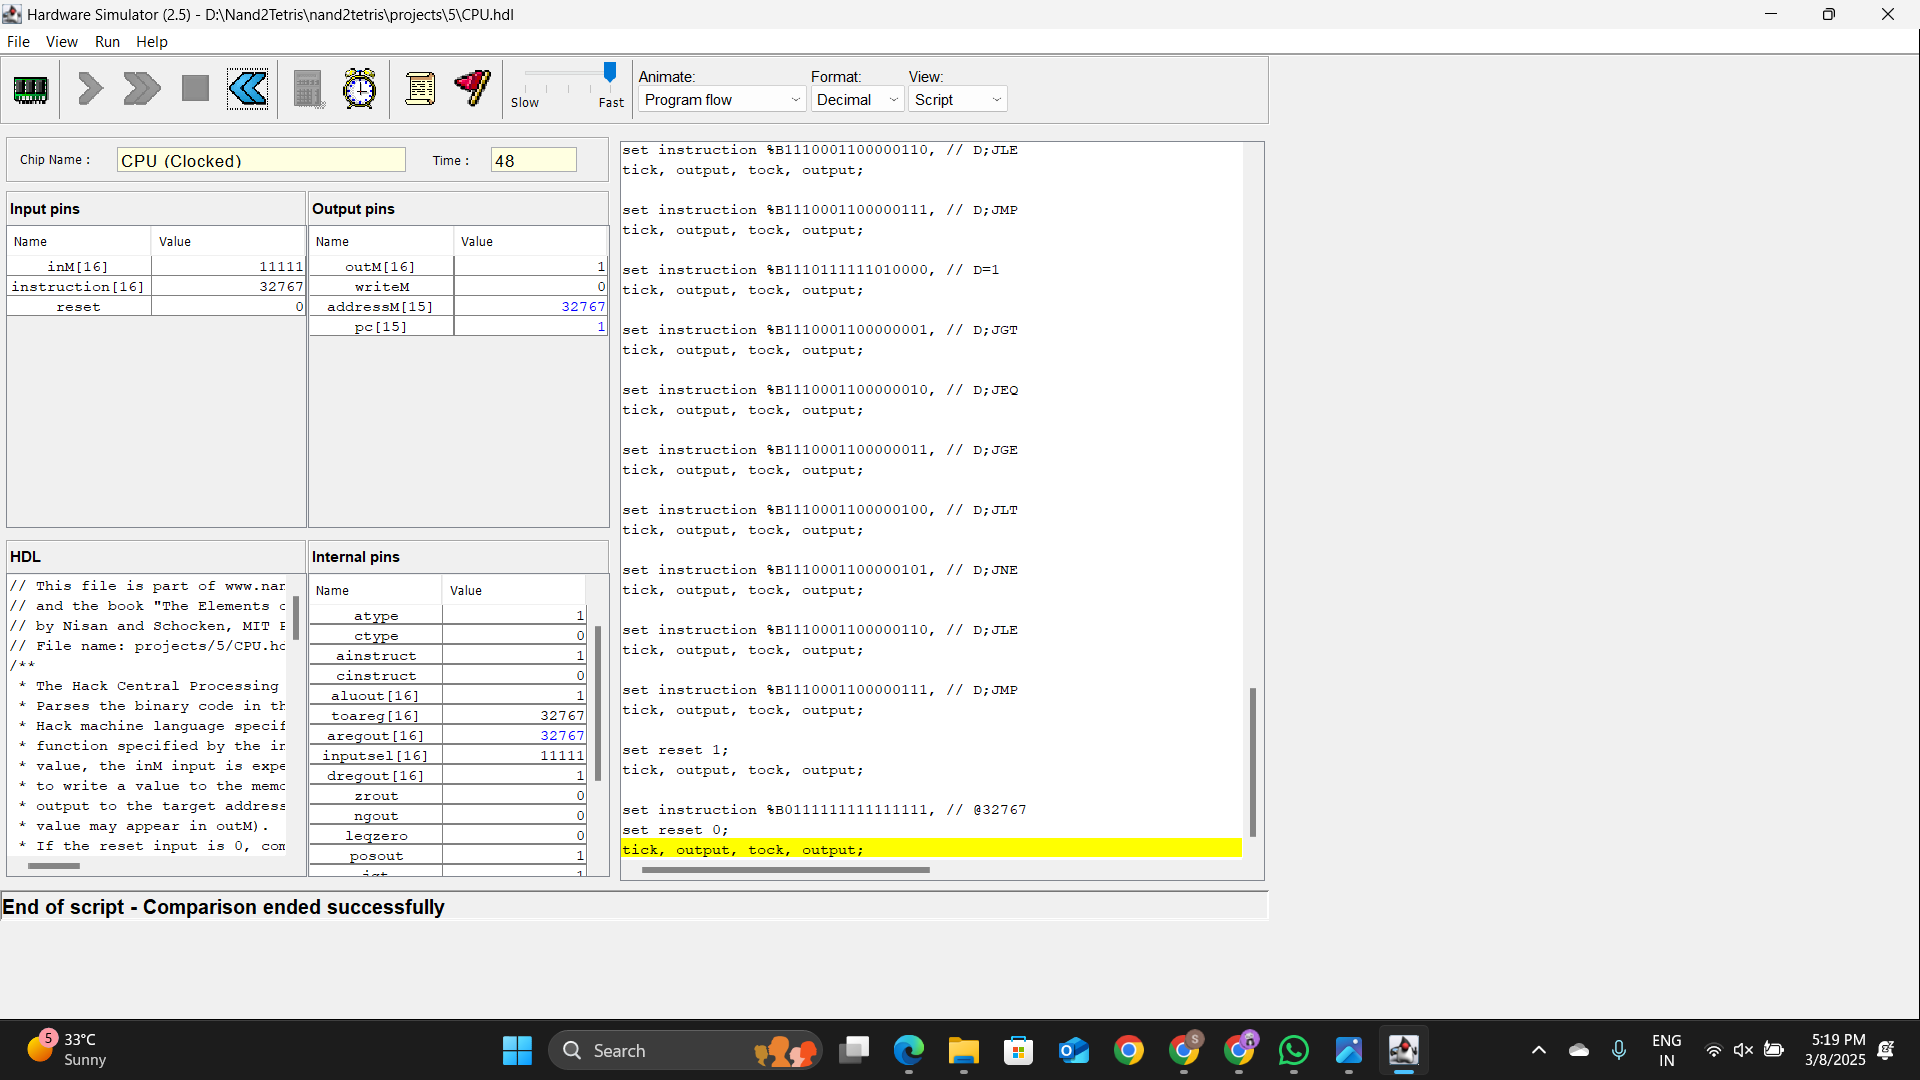 Hardware Simulator (2.5) - D:\Nand2Tetris\nand2tetris\projects\5\CPU.hdl
File View Run Help
Slow Fast
Animate: Format: View:
Program flow Decimal Script
Chip Name : CPU (Clocked) Time : 48
Input pins
Name Value
inM[16] 11111
instruction[16] 32767
reset 0
Output pins
Name Value
outM[16] 1
writeM 0
addressM[15] 32767
pc[15] 1
HDL
// This file is part of www.nan
// and the book "The Elements o
// by Nisan and Schocken, MIT P
// File name: projects/5/CPU.hd
/**
* The Hack Central Processing
* Parses the binary code in th
* Hack machine language specif
* function specified by the in
* value, the inM input is expe
* to write a value to the memo
* output to the target address
* value may appear in outM).
* If the reset input is 0, com
Internal pins
Name Value
atype 1
ctype 0
ainstruct 1
cinstruct 0
aluout[16] 1
toareg[16] 32767
aregout[16] 32767
inputsel[16] 11111
dregout[16] 1
zrout 0
ngout 0
leqzero 0
posout 1
set instruction %B1110001100000110, // D;JLE
tick, output, tock, output;
set instruction %B1110001100000111, // D;JMP
tick, output, tock, output;
set instruction %B1110111111010000, // D=1
tick, output, tock, output;
set instruction %B1110001100000001, // D;JGT
tick, output, tock, output;
set instruction %B1110001100000010, // D;JEQ
tick, output, tock, output;
set instruction %B1110001100000011, // D;JGE
tick, output, tock, output;
set instruction %B1110001100000100, // D;JLT
tick, output, tock, output;
set instruction %B1110001100000101, // D;JNE
tick, output, tock, output;
set instruction %B1110001100000110, // D;JLE
tick, output, tock, output;
set instruction %B1110001100000111, // D;JMP
tick, output, tock, output;
set reset 1;
tick, output, tock, output;
set instruction %B0111111111111111, // @32767
set reset 0;
tick, output, tock, output;
End of script - Comparison ended successfully
5
33°C
Sunny
Search
S
ENG
IN
5:19 PM
3/8/2025